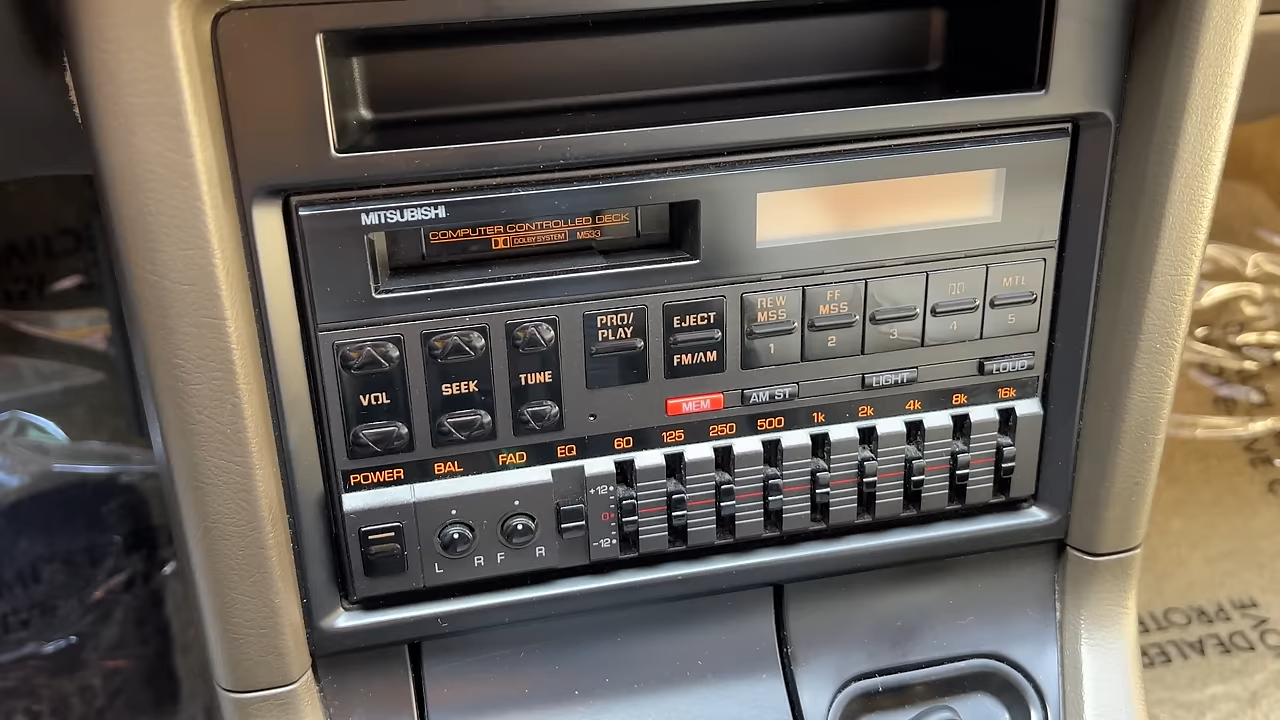 MITSUBISHI
COMPUTER CONTROLLED DECK
DOLBY SYSTEM M533
VOL
SEEK
TUNE
PRO/
PLAY
EJECT
FM/AM
REW
MSS
1
FF
MSS
2
3
4
MTL
5
MEM
AM ST
LIGHT
LOUD
POWER BAL FAD EQ 60 125 250 500 1k 2k 4k 8k 16k
L R F R
+12
0
-12
DEALER
PROTE